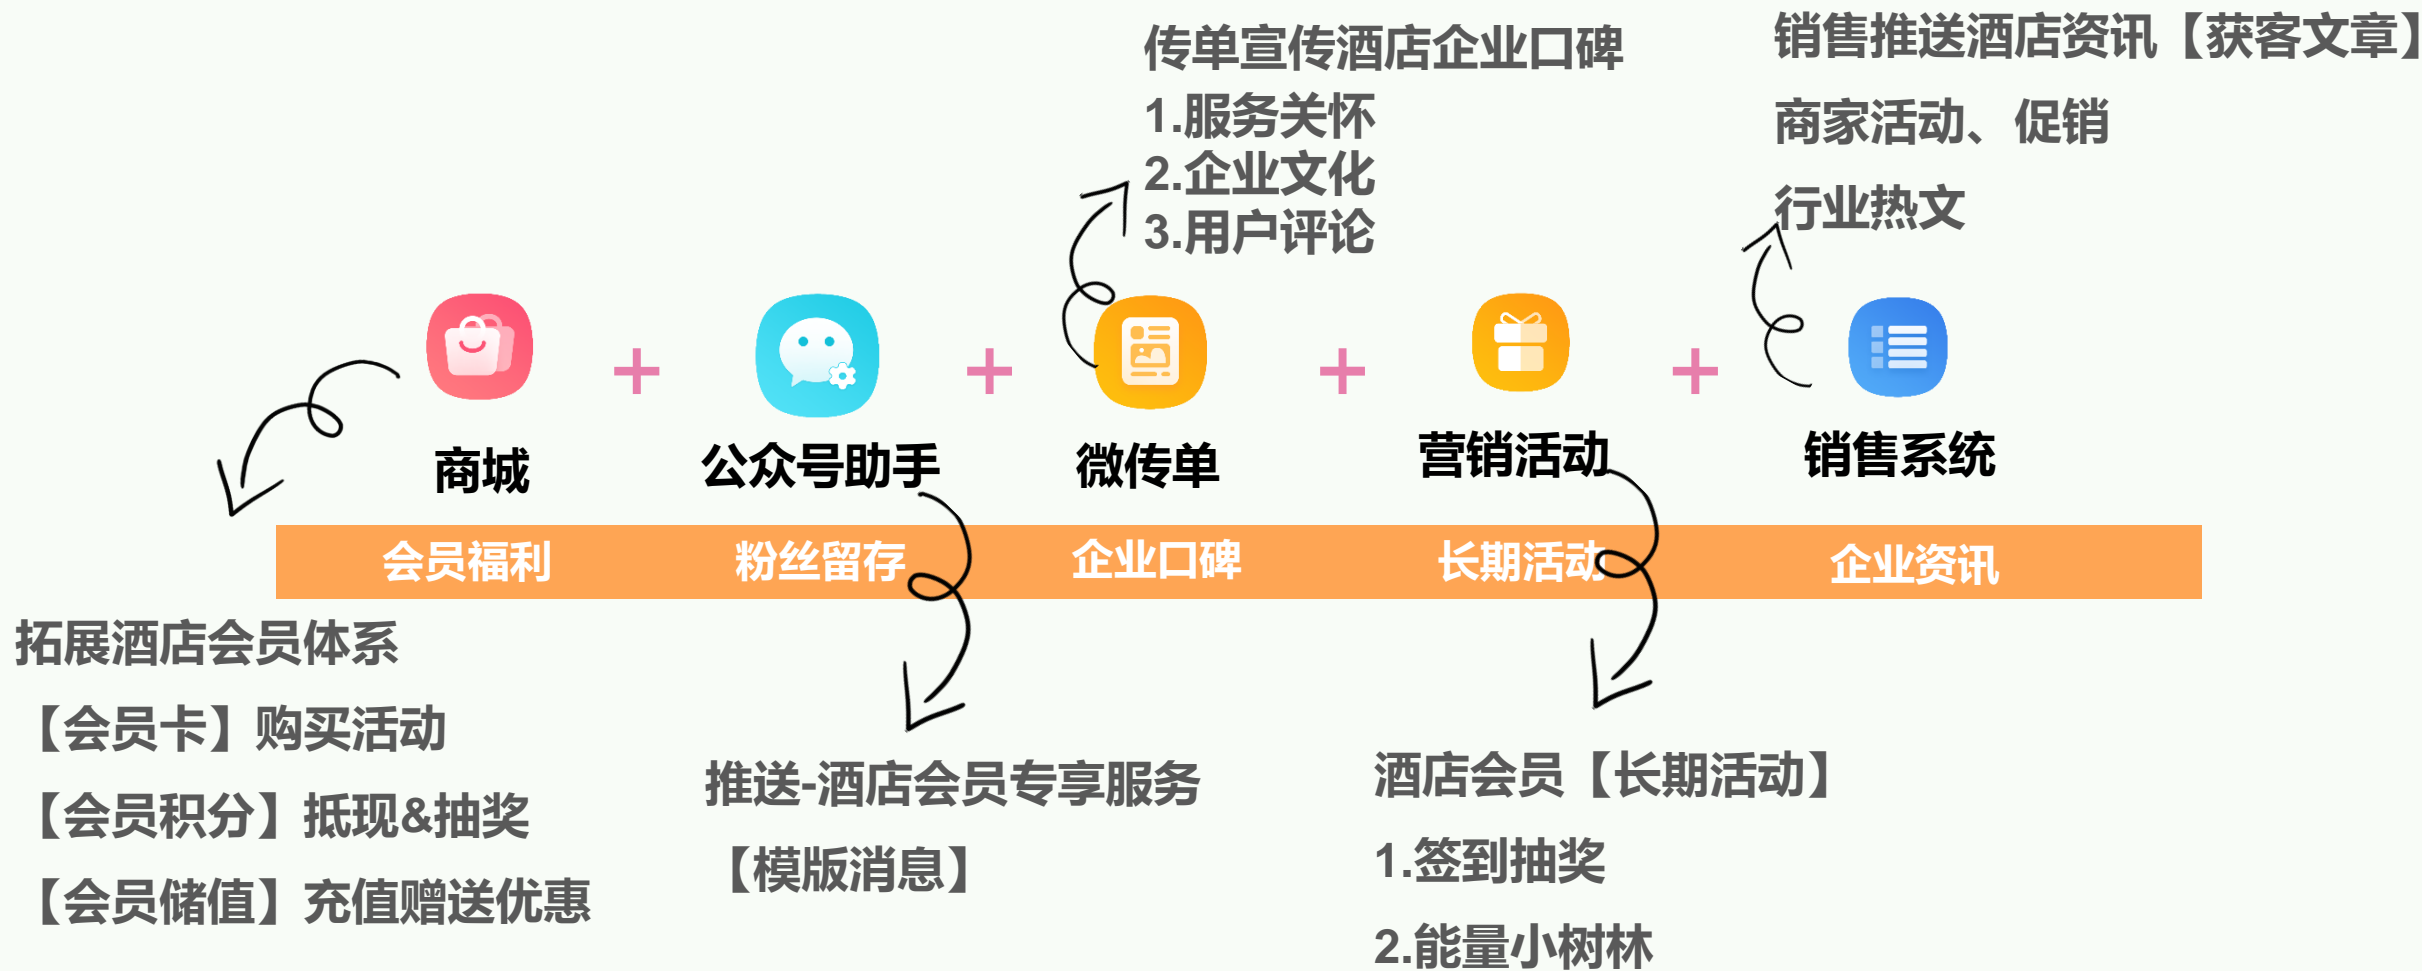 传单宣传酒店企业口碑
1.服务关怀
2.企业文化
3.用户评论
销售推送酒店资讯【获客文章】
商家活动、促销
行业热文
商城
公众号助手
微传单
营销活动
销售系统
会员福利
粉丝留存
企业口碑
长期活动
企业资讯
拓展酒店会员体系
【会员卡】购买活动
【会员积分】抵现&抽奖
【会员储值】充值赠送优惠
推送-酒店会员专享服务
【模版消息】
酒店会员【长期活动】
1.签到抽奖
2.能量小树林